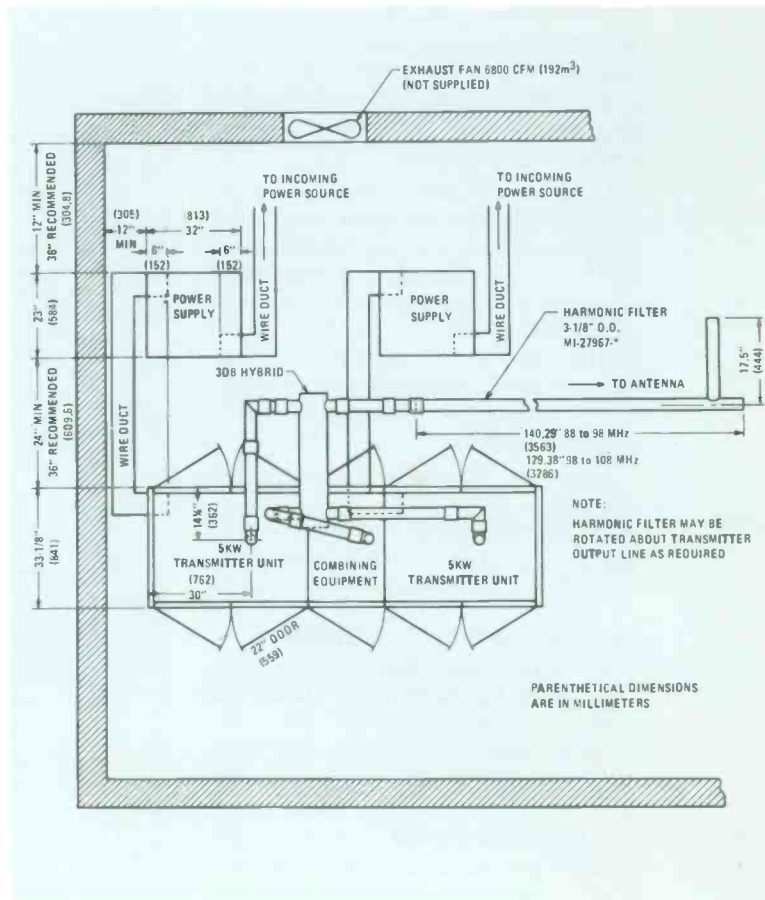 EXHAUST FAN 6800 CFM (192m3)
(NOT SUPPLIED)
TO INCOMING
POWER SOURCE
TO INCOMING
POWER SOURCE
12" MIN
36" RECOMMENDED
(304,8)
(305)
12"
MIN
(813)
32"
6"
(152)
6"
(152)
23"
(584)
POWER
SUPPLY
WIRE DUCT
POWER
SUPPLY
WIRE DUCT
HARMONIC FILTER
3-1/8" O.D.
MI-27967-*
17.5"
(444)
3DB HYBRID
TO ANTENNA
24" MIN
36" RECOMMENDED
(609,6)
WIRE DUCT
140,29" 88 to 98 MHz
(3563)
129.38" 98 to 108 MHz
(3286)
NOTE:
HARMONIC FILTER MAY BE
ROTATED ABOUT TRANSMITTER
OUTPUT LINE AS REQUIRED
33-1/8"
(841)
14¼"
(362)
5KW
TRANSMITTER UNIT
(762)
30"
COMBINING
EQUIPMENT
5KW
TRANSMITTER UNIT
22" DOOR
(559)
PARENTHETICAL DIMENSIONS
ARE IN MILLIMETERS